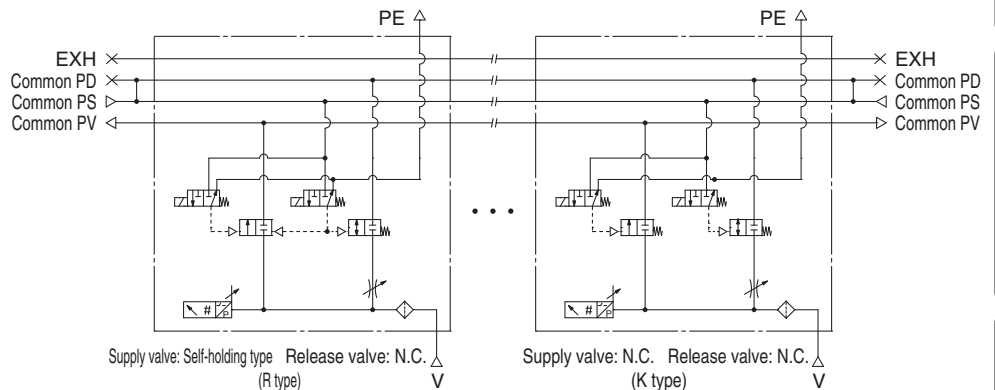 PE PE
EXH EXH
Common PD Common PD
Common PS Common PS
Common PV Common PV
• • •
# P # P
Supply valve: Self-holding type Release valve: N.C. Supply valve: N.C. Release valve: N.C.
(R type) V (K type) V